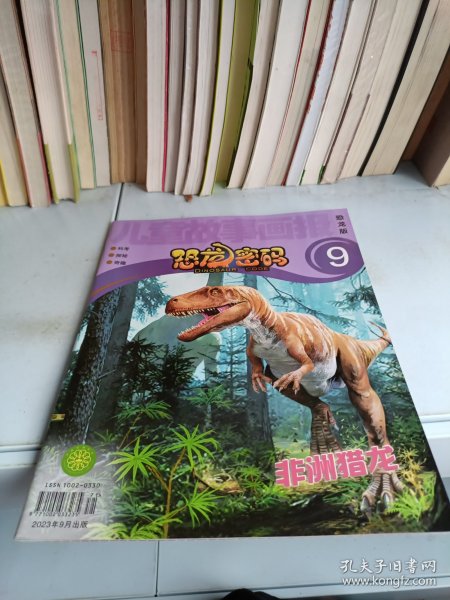 儿童故事画报
恐龙版
科考
探秘
奇趣
恐龙密码
DINOSAUR CODE
9
非洲猎龙
ISSN 1002-0330
2023年9月出版
孔夫子旧书网
www.kongfz.com